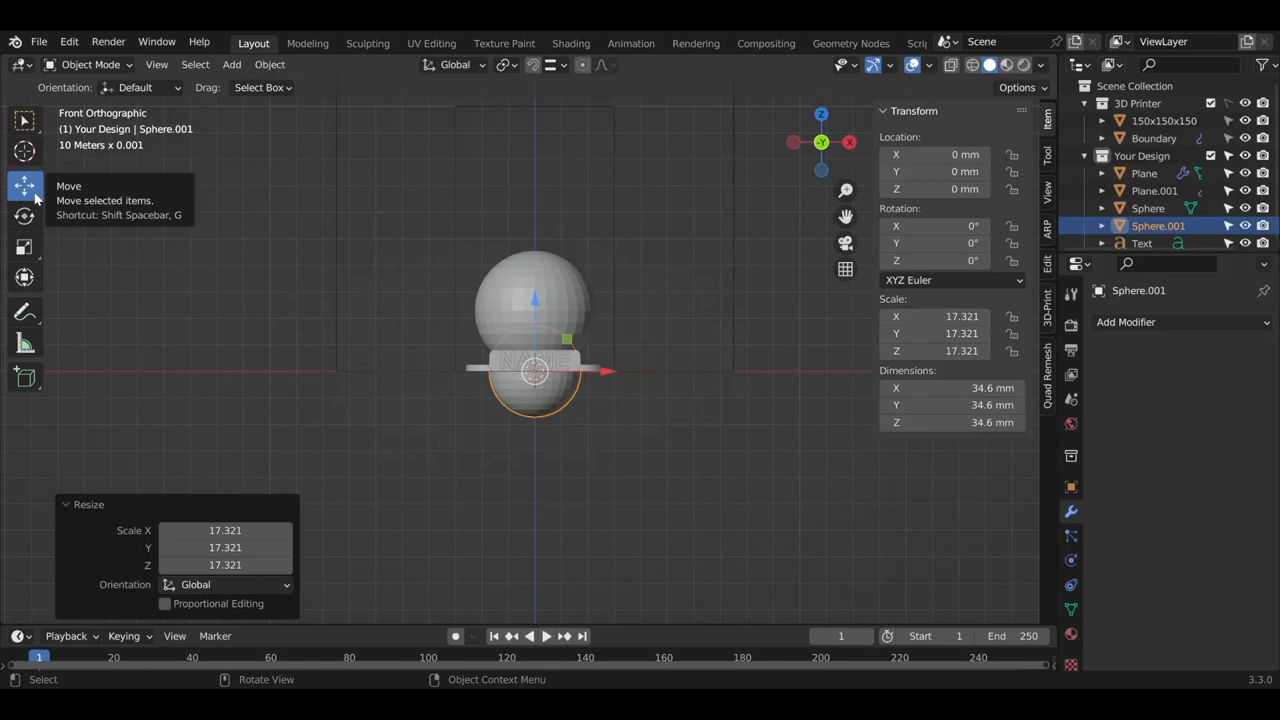 File Edit Render Window Help Layout Modeling Sculpting UV Editing Texture Paint Shading Animation Rendering Compositing Geometry Nodes Scrip Scene ViewLayer
Object Mode View Select Add Object Global
Orientation: Default Drag: Select Box Options
Front Orthographic
(1) Your Design | Sphere.001
10 Meters x 0.001
Move
Move selected items.
Shortcut: Shift Spacebar, G
Z
X
-Y
NAME
Transform
Location:
X 0 mm
Y 0 mm
Z 0 mm
Rotation:
X 0°
Y 0°
Z 0°
XYZ Euler
Scale:
X 17.321
Y 17.321
Z 17.321
Dimensions:
X 34.6 mm
Y 34.6 mm
Z 34.6 mm
Item
Tool
View
ARP
Edit
3D-Print
Quad Remesh
Scene Collection
3D Printer
150x150x150
Boundary
Your Design
Plane
Plane.001
Sphere
Sphere.001
Text
Sphere.001
Add Modifier
Resize
Scale X 17.321
Y 17.321
Z 17.321
Orientation Global
Proportional Editing
Playback Keying View Marker 1 Start 1 End 250
1 20 40 60 80 100 120 140 160 180 200 220 240
Select Rotate View Object Context Menu 3.3.0